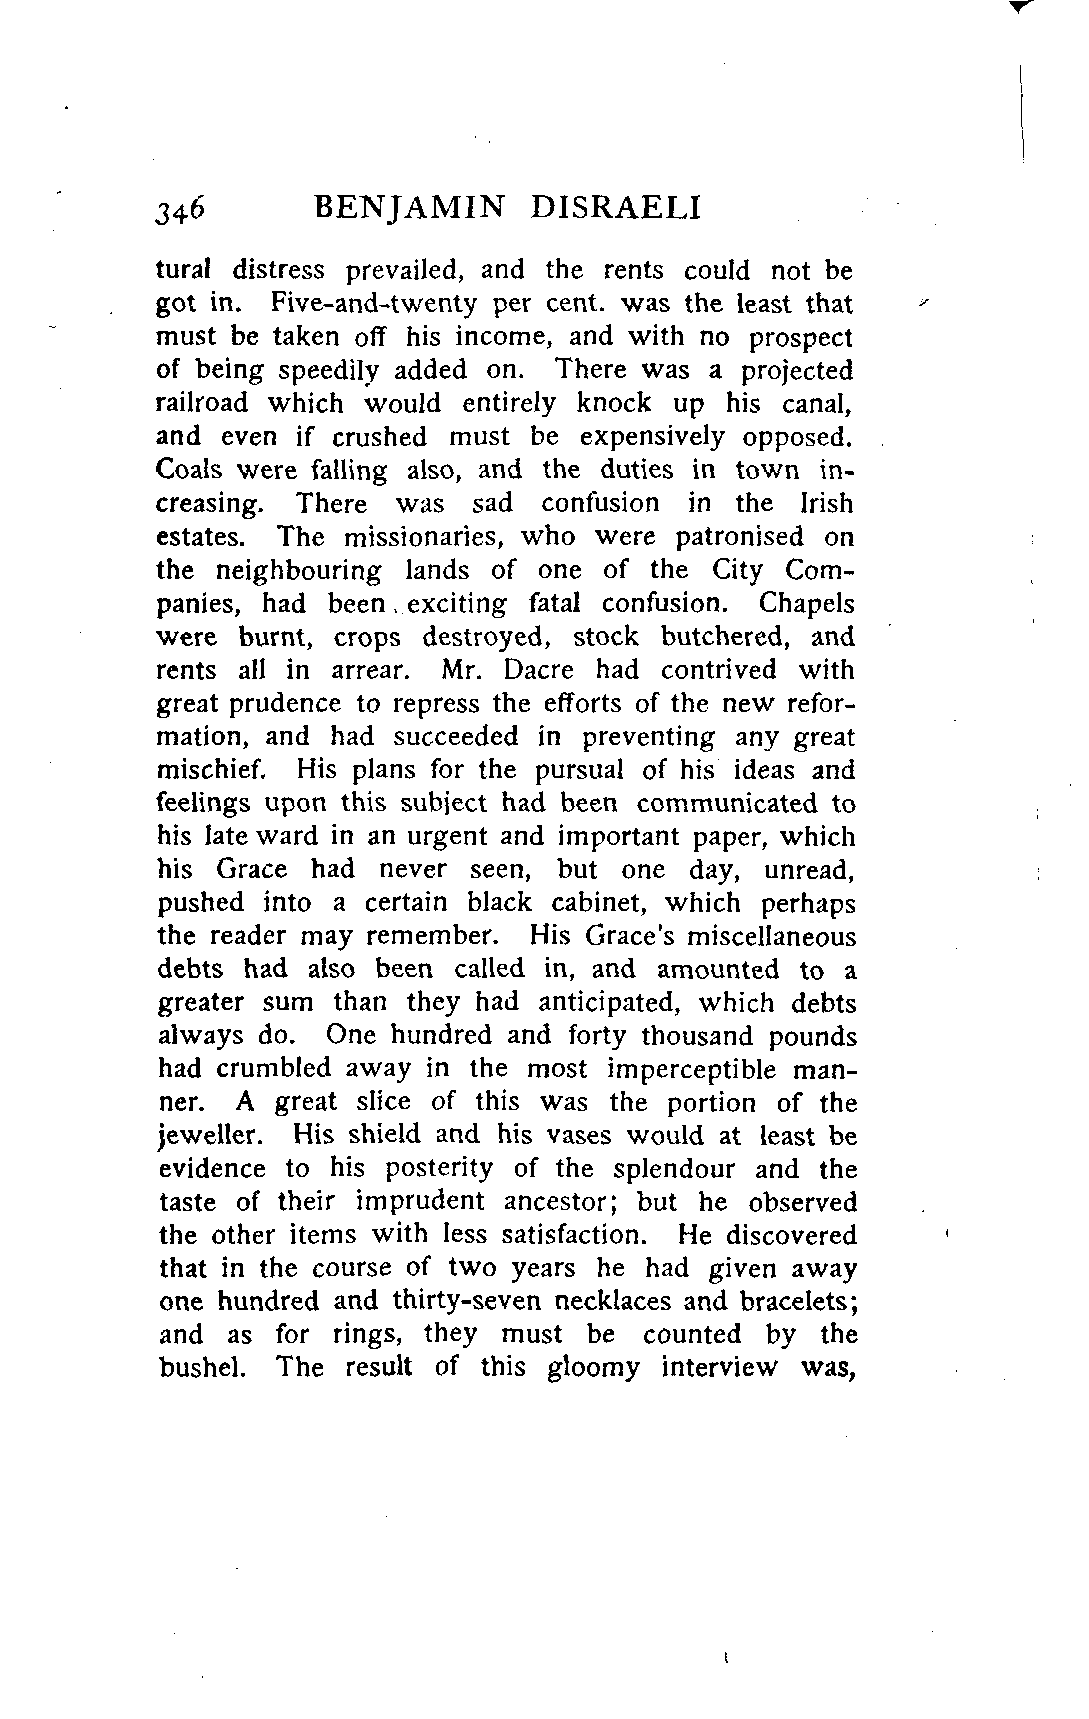 346 BENJAMIN DISRAELI
tural distress prevailed, and the rents could not be
got in. Five-and-twenty per cent. was the least that
must be taken off his income, and with no prospect
of being speedily added on. There was a projected
railroad which would entirely knock up his canal,
and even if crushed must be expensively opposed.
Coals were falling also, and the duties in town in-
creasing. There was sad confusion in the Irish
estates. The missionaries, who were patronised on
the neighbouring lands of one of the City Com-
panies, had been exciting fatal confusion. Chapels
were burnt, crops destroyed, stock butchered, and
rents all in arrear. Mr. Dacre had contrived with
great prudence to repress the efforts of the new refor-
mation, and had succeeded in preventing any great
mischief. His plans for the pursual of his ideas and
feelings upon this subject had been communicated to
his late ward in an urgent and important paper, which
his Grace had never seen, but one day, unread,
pushed into a certain black cabinet, which perhaps
the reader may remember. His Grace's miscellaneous
debts had also been called in, and amounted to a
greater sum than they had anticipated, which debts
always do. One hundred and forty thousand pounds
had crumbled away in the most imperceptible man-
ner. A great slice of this was the portion of the
jeweller. His shield and his vases would at least be
evidence to his posterity of the splendour and the
taste of their imprudent ancestor; but he observed
the other items with less satisfaction. He discovered
that in the course of two years he had given away
one hundred and thirty-seven necklaces and bracelets;
and as for rings, they must be counted by the
bushel. The result of this gloomy interview was,